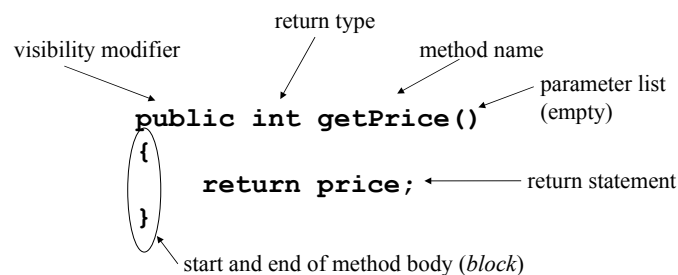 return type
visibility modifier
method name
parameter list
(empty)
public int getPrice()
{
return price;
return statement
}
start and end of method body (block)